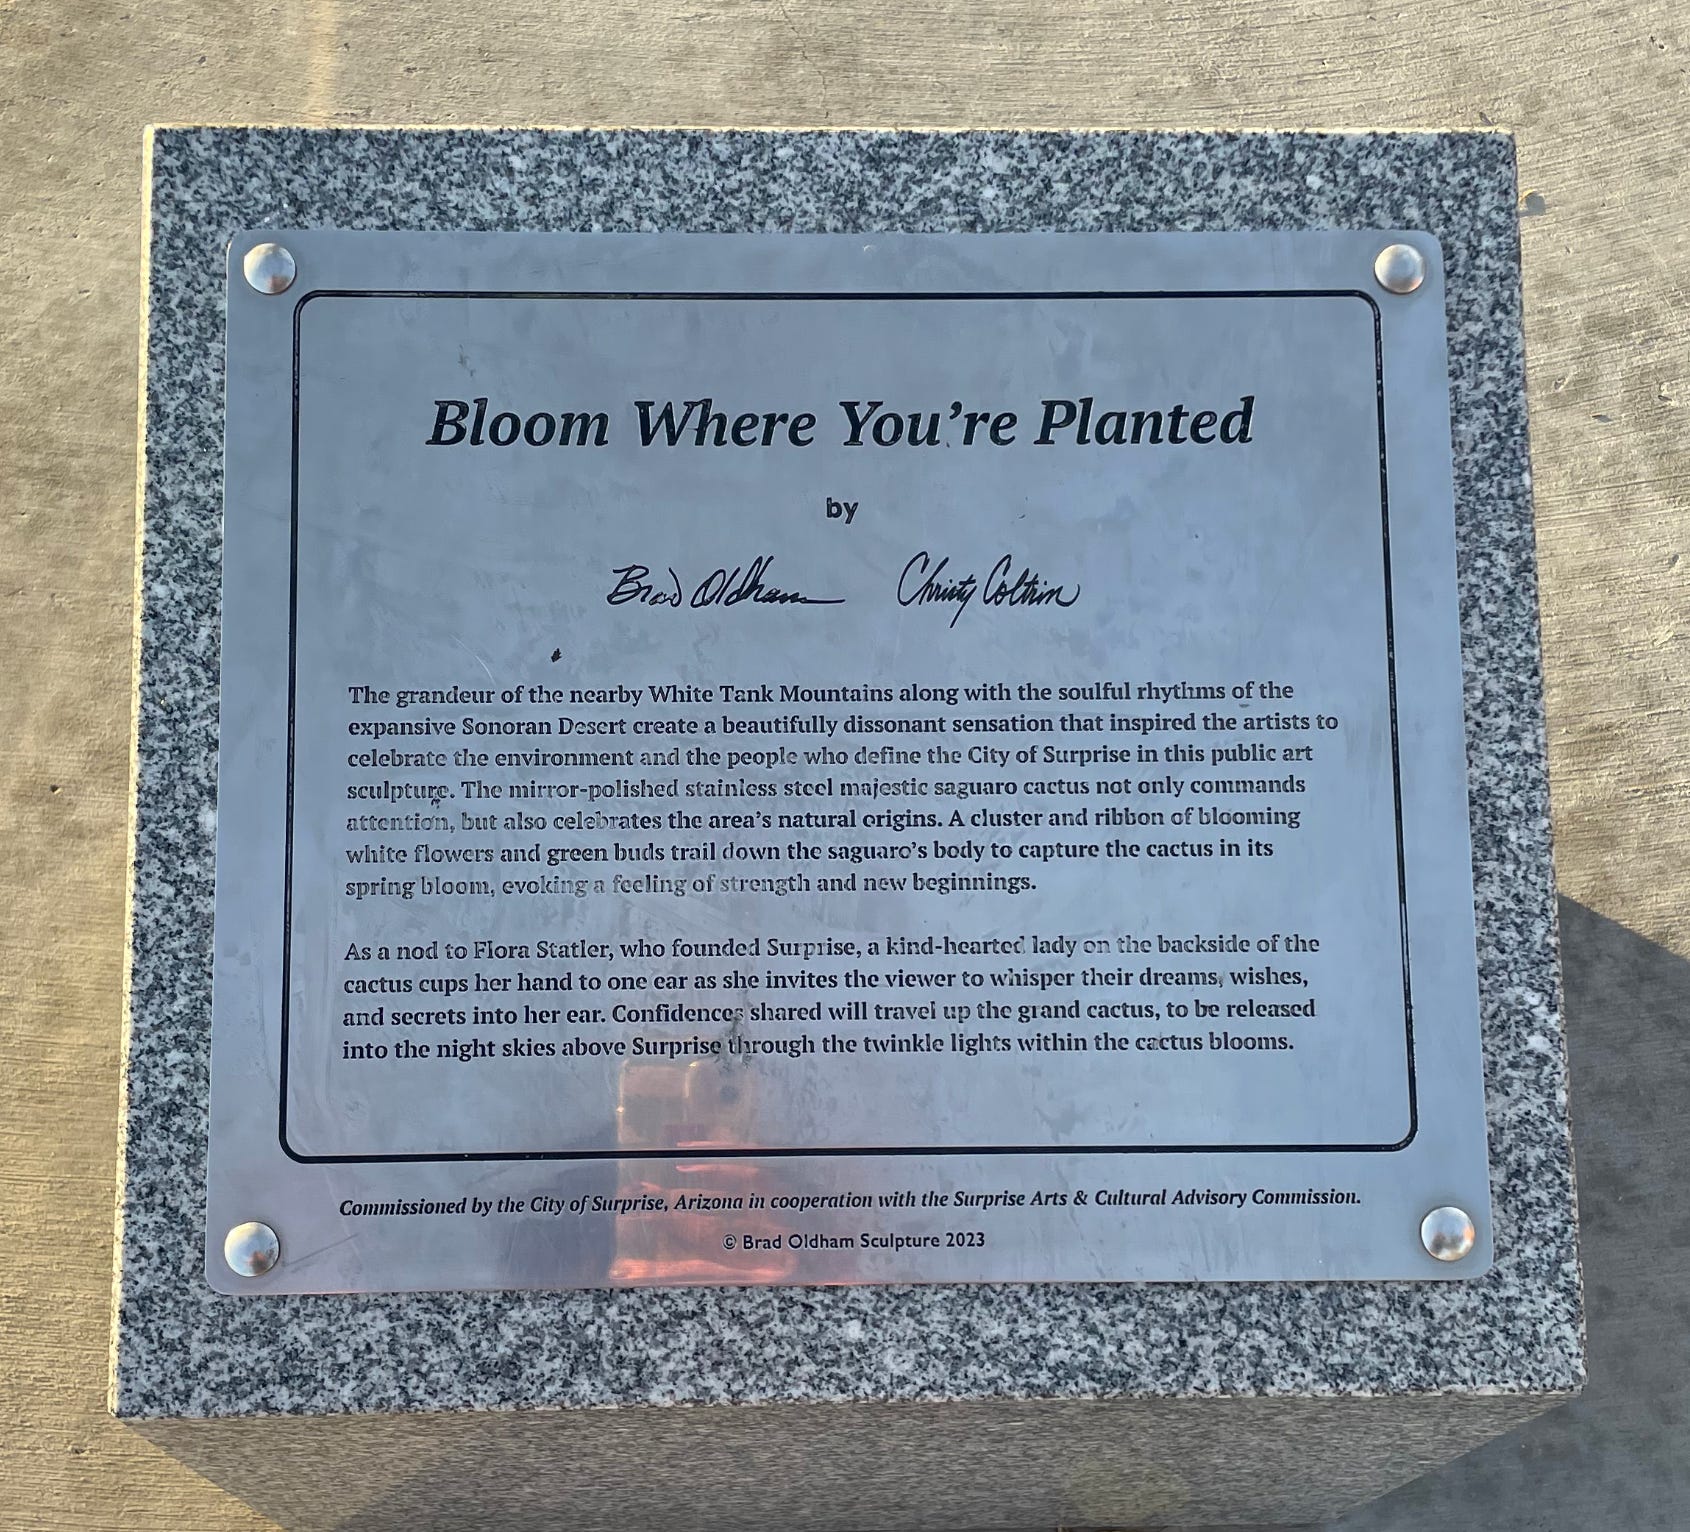 Bloom Where You're Planted
by
Brad Oldham Christy Coltrin
The grandeur of the nearby White Tank Mountains along with the soulful rhythms of the
expansive Sonoran Desert create a beautifully dissonant sensation that inspired the artists to
celebrate the environment and the people who define the City of Surprise in this public art
sculpture. The mirror-polished stainless steel majestic saguaro cactus not only commands
attention, but also celebrates the area's natural origins. A cluster and ribbon of blooming
white flowers and green buds trail down the saguaro's body to capture the cactus in its
spring bloom, evoking a feeling of strength and new beginnings.
As a nod to Flora Statler, who founded Surprise, a kind-hearted lady on the backside of the
cactus cups her hand to one ear as she invites the viewer to whisper their dreams, wishes,
and secrets into her ear. Confidences shared will travel up the grand cactus, to be released
into the night skies above Surprise through the twinkle lights within the cactus blooms.
Commissioned by the City of Surprise, Arizona in cooperation with the Surprise Arts & Cultural Advisory Commission.
© Brad Oldham Sculpture 2023